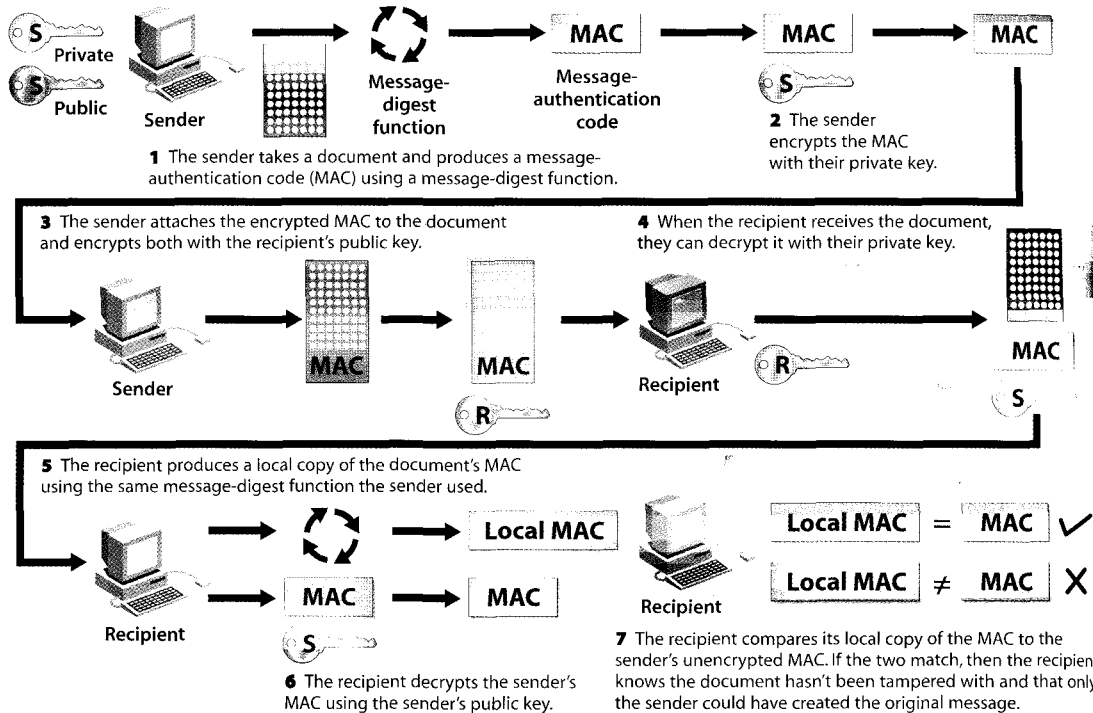 S
Private
S
Public
Sender
Message-
digest
function
MAC
Message-
authentication
code
MAC
S
MAC
1 The sender takes a document and produces a message-
authentication code (MAC) using a message-digest function.
2 The sender
encrypts the MAC
with their private key.
3 The sender attaches the encrypted MAC to the document
and encrypts both with the recipient's public key.
4 When the recipient receives the document,
they can decrypt it with their private key.
Sender
MAC
MAC
R
Recipient
R
MAC
S
5 The recipient produces a local copy of the document's MAC
using the same message-digest function the sender used.
Recipient
Local MAC
MAC
S
MAC
6 The recipient decrypts the sender's
MAC using the sender's public key.
Recipient
Local MAC = MAC ✓
Local MAC ≠ MAC X
7 The recipient compares its local copy of the MAC to the
sender's unencrypted MAC. If the two match, then the recipien
knows the document hasn't been tampered with and that only
the sender could have created the original message.